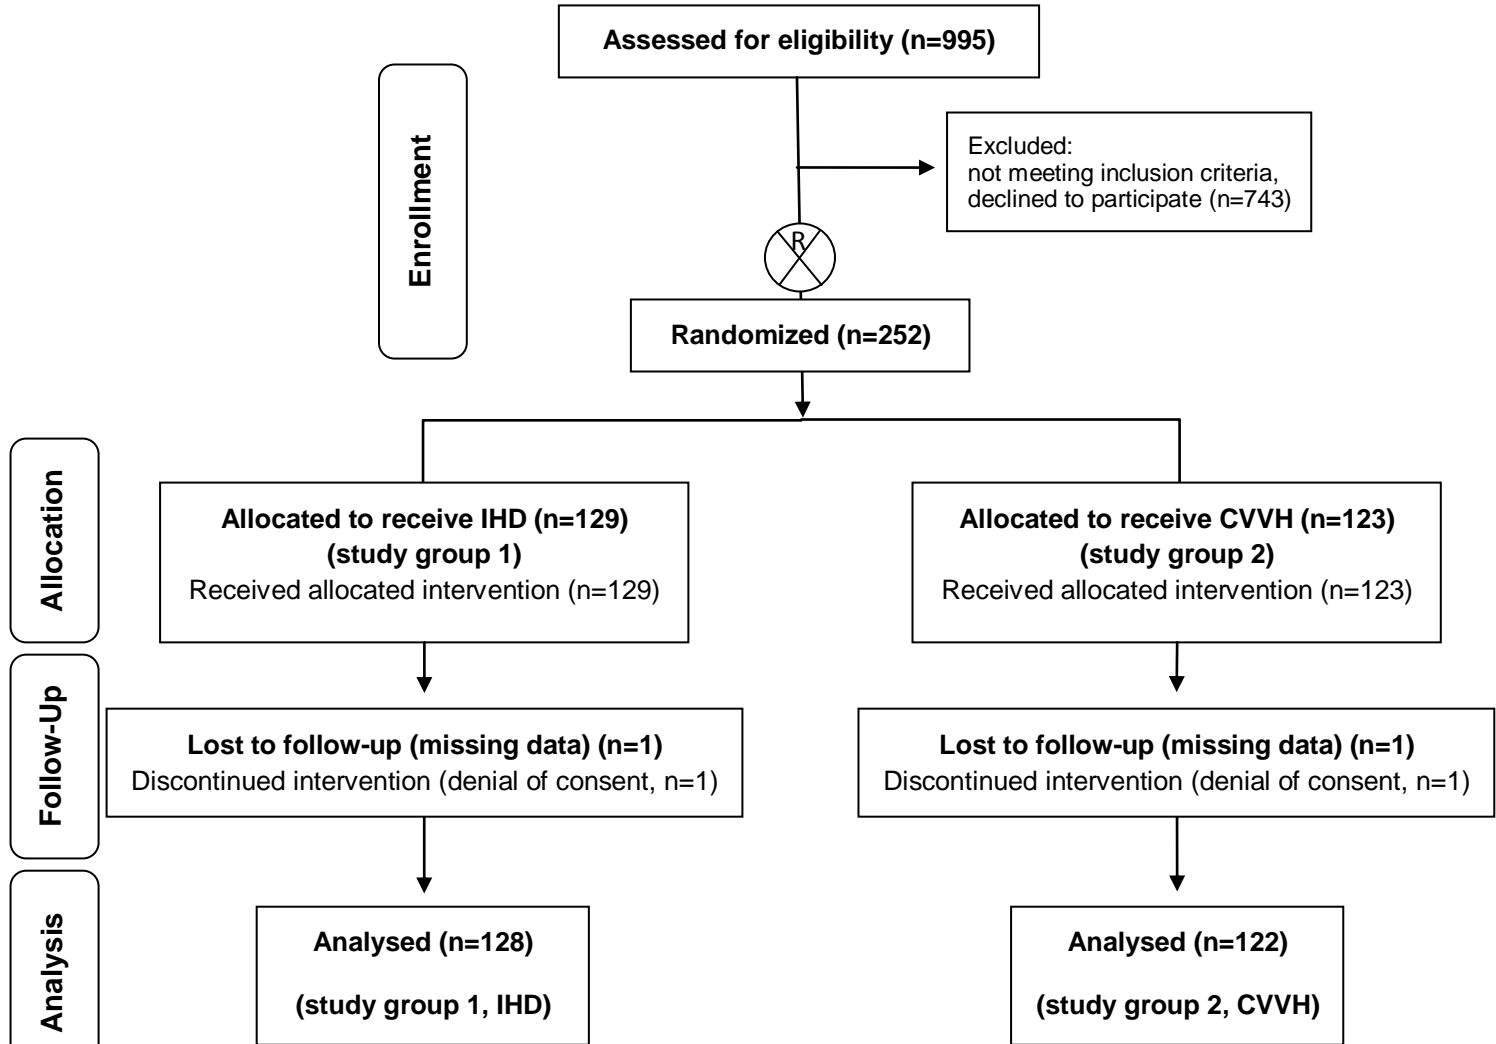 Assessed for eligibility (n=995)
Enrollment
Excluded:
not meeting inclusion criteria,
declined to participate (n=743)
R
Randomized (n=252)
Allocation
Allocated to receive IHD (n=129)
(study group 1)
Received allocated intervention (n=129)
Allocated to receive CVVH (n=123)
(study group 2)
Received allocated intervention (n=123)
Follow-Up
Lost to follow-up (missing data) (n=1)
Discontinued intervention (denial of consent, n=1)
Lost to follow-up (missing data) (n=1)
Discontinued intervention (denial of consent, n=1)
Analysis
Analysed (n=128)
(study group 1, IHD)
Analysed (n=122)
(study group 2, CVVH)